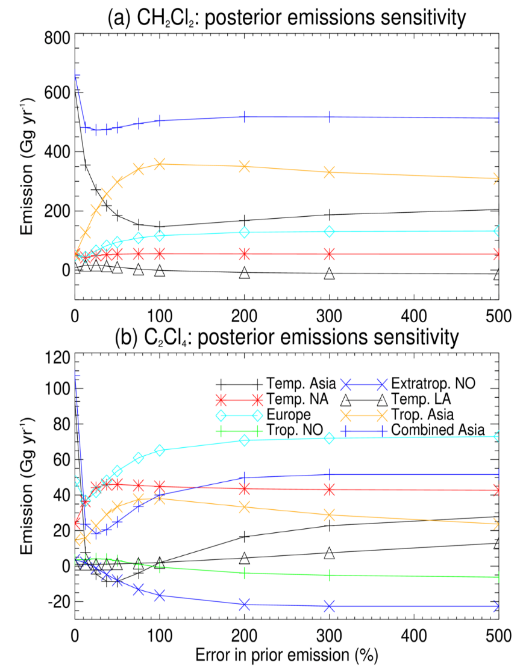 (a) CH₂Cl₂: posterior emissions sensitivity
800
600
400
200
0
Emission (Gg yr⁻¹)
0 100 200 300 400 500
(b) C₂Cl₄: posterior emissions sensitivity
120
100
80
60
40
20
0
-20
Emission (Gg yr⁻¹)
Temp. Asia Extratrop. NO
Temp. NA Temp. LA
Europe Trop. Asia
Trop. NO Combined Asia
0 100 200 300 400 500
Error in prior emission (%)